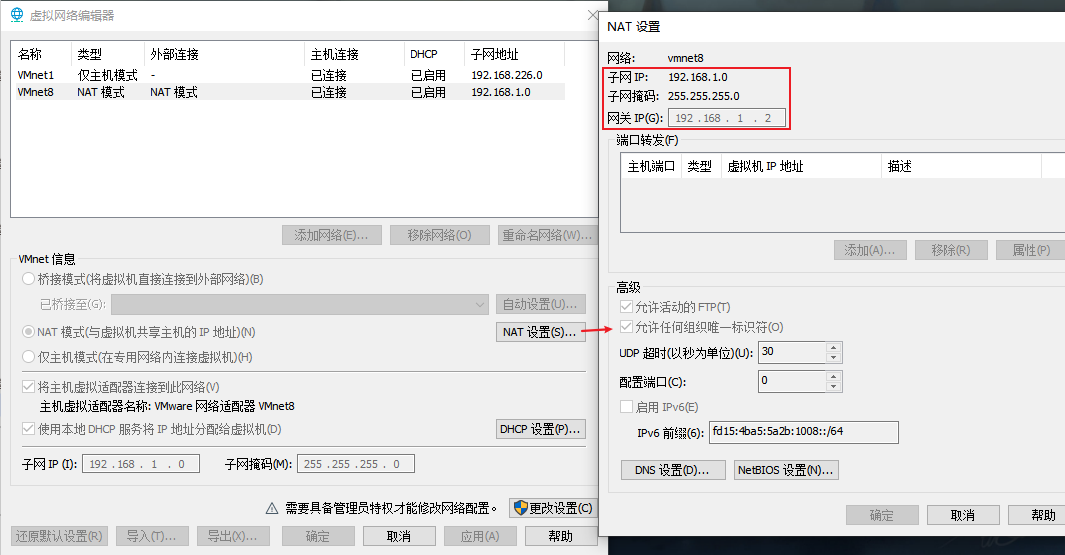 虚拟网络编辑器
名称 类型 外部连接 主机连接 DHCP 子网地址
VMnet1 仅主机模式 - 已连接 已启用 192.168.226.0
VMnet8 NAT 模式 NAT 模式 已连接 已启用 192.168.1.0
添加网络(E)... 移除网络(O) 重命名网络(W)...
VMnet 信息
桥接模式(将虚拟机直接连接到外部网络)(B)
已桥接至(G): 自动设置(U)...
NAT 模式(与虚拟机共享主机的 IP 地址)(N) NAT 设置(S)...
仅主机模式(在专用网络内连接虚拟机)(H)
将主机虚拟适配器连接到此网络(V)
主机虚拟适配器名称: VMware 网络适配器 VMnet8
使用本地 DHCP 服务将 IP 地址分配给虚拟机(D) DHCP 设置(P)...
子网 IP (I): 192 . 168 . 1 . 0 子网掩码(M): 255 . 255 . 255 . 0
需要具备管理员特权才能修改网络配置。 更改设置(C)
还原默认设置(R) 导入(T)... 导出(X)... 确定 取消 应用(A) 帮助
NAT 设置
网络: vmnet8
子网 IP: 192.168.1.0
子网掩码: 255.255.255.0
网关 IP(G): 192 . 168 . 1 . 2
端口转发(F)
主机端口 类型 虚拟机 IP 地址 描述
添加(A)... 移除(R) 属性(P)
高级
允许活动的 FTP(T)
允许任何组织唯一标识符(O)
UDP 超时(以秒为单位)(U): 30
配置端口(C): 0
启用 IPv6(E)
IPv6 前缀(6): fd15:4ba5:5a2b:1008::/64
DNS 设置(D)... NetBIOS 设置(N)...
确定 取消 帮助